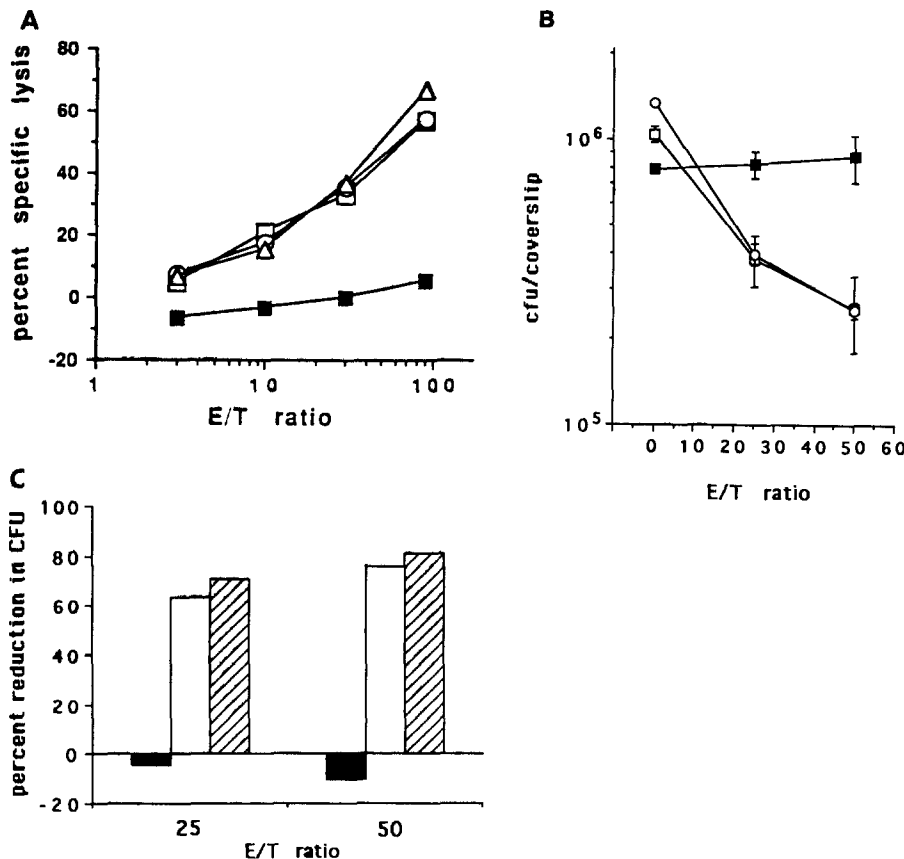 A
percent specific lysis
80
60
40
20
0
-20
1
10
100
E/T ratio
B
cfu/coverslip
10⁶
10⁵
0 10 20 30 40 50 60
E/T ratio
C
percent reduction in CFU
100
80
60
40
20
0
-20
25
50
E/T ratio